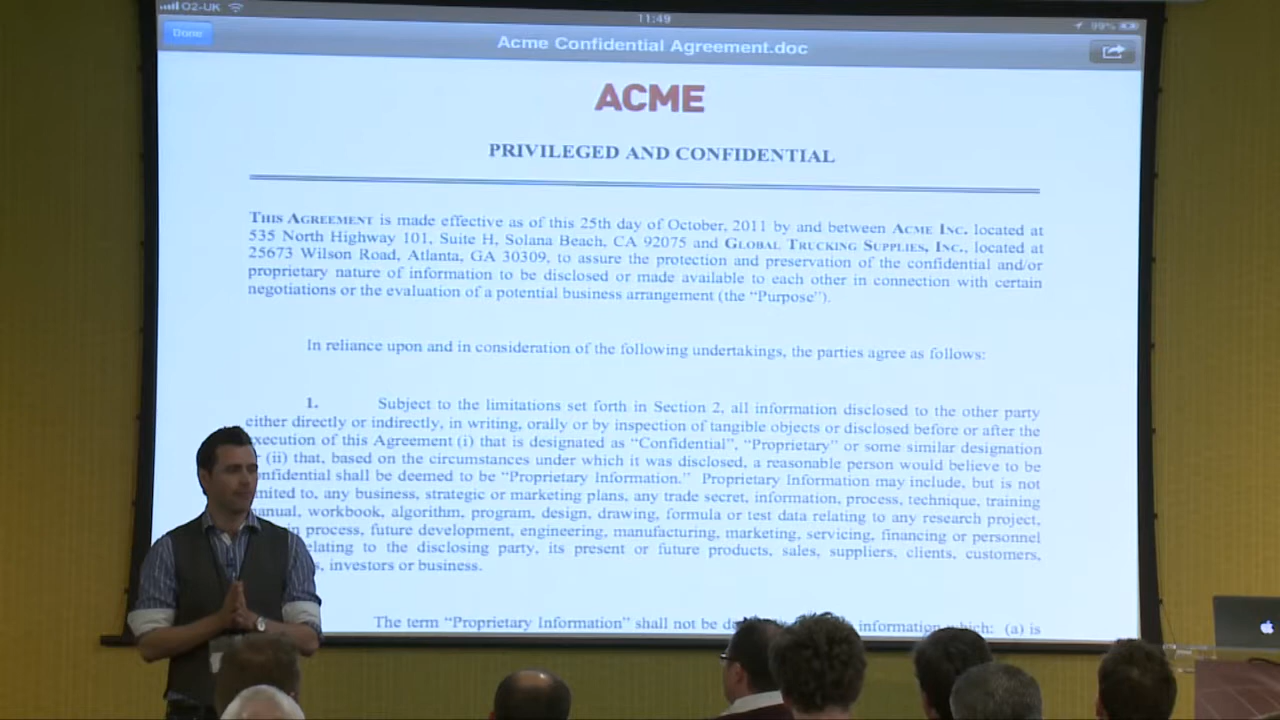 O2-UK
11:49
99%
Done
Acme Confidential Agreement.doc
ACME
PRIVILEGED AND CONFIDENTIAL
THIS AGREEMENT is made effective as of this 25th day of October, 2011 by and between ACME INC. located at
535 North Highway 101, Suite H, Solana Beach, CA 92075 and GLOBAL TRUCKING SUPPLIES, INC., located at
25673 Wilson Road, Atlanta, GA 30309, to assure the protection and preservation of the confidential and/or
proprietary nature of information to be disclosed or made available to each other in connection with certain
negotiations or the evaluation of a potential business arrangement (the “Purpose”).
In reliance upon and in consideration of the following undertakings, the parties agree as follows:
1. Subject to the limitations set forth in Section 2, all information disclosed to the other party
either directly or indirectly, in writing, orally or by inspection of tangible objects or disclosed before or after the
execution of this Agreement (i) that is designated as “Confidential”, “Proprietary” or some similar designation
(ii) that, based on the circumstances under which it was disclosed, a reasonable person would believe to be
shall be deemed to be “Proprietary Information.” Proprietary Information may include, but is not
to, any business, strategic or marketing plans, any trade secret, information, process, technique, training
workbook, algorithm, program, design, drawing, formula or test data relating to any research project,
process, future development, engineering, manufacturing, marketing, servicing, financing or personnel
to the disclosing party, its present or future products, sales, suppliers, clients, customers,
investors or business.
The term “Proprietary Information” shall not be information which: (a) is